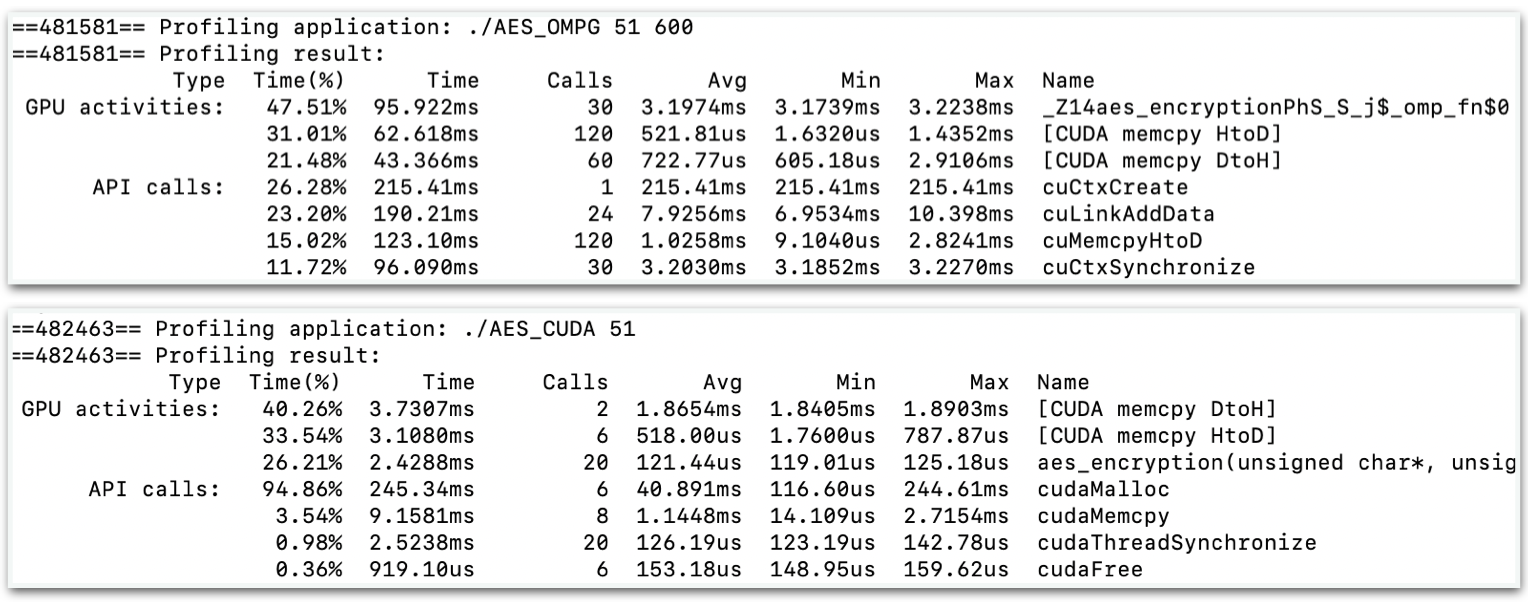 ==481581== Profiling application: ./AES_OMPG 51 600
==481581== Profiling result:
Type Time(%) Time Calls Avg Min Max Name
GPU activities: 47.51% 95.922ms 30 3.1974ms 3.1739ms 3.2238ms _Z14aes_encryptionPhS_S_j$_omp_fn$0
31.01% 62.618ms 120 521.81us 1.6320us 1.4352ms [CUDA memcpy HtoD]
21.48% 43.366ms 60 722.77us 605.18us 2.9106ms [CUDA memcpy DtoH]
API calls: 26.28% 215.41ms 1 215.41ms 215.41ms 215.41ms cuCtxCreate
23.20% 190.21ms 24 7.9256ms 6.9534ms 10.398ms cuLinkAddData
15.02% 123.10ms 120 1.0258ms 9.1040us 2.8241ms cuMemcpyHtoD
11.72% 96.090ms 30 3.2030ms 3.1852ms 3.2270ms cuCtxSynchronize
==482463== Profiling application: ./AES_CUDA 51
==482463== Profiling result:
Type Time(%) Time Calls Avg Min Max Name
GPU activities: 40.26% 3.7307ms 2 1.8654ms 1.8405ms 1.8903ms [CUDA memcpy DtoH]
33.54% 3.1080ms 6 518.00us 1.7600us 787.87us [CUDA memcpy HtoD]
26.21% 2.4288ms 20 121.44us 119.01us 125.18us aes_encryption(unsigned char*, unsig
API calls: 94.86% 245.34ms 6 40.891ms 116.60us 244.61ms cudaMalloc
3.54% 9.1581ms 8 1.1448ms 14.109us 2.7154ms cudaMemcpy
0.98% 2.5238ms 20 126.19us 123.19us 142.78us cudaThreadSynchronize
0.36% 919.10us 6 153.18us 148.95us 159.62us cudaFree